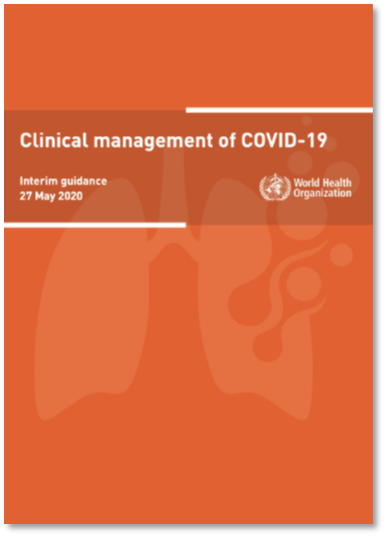 Clinical management of COVID-19
Interim guidance
27 May 2020
World Health
Organization